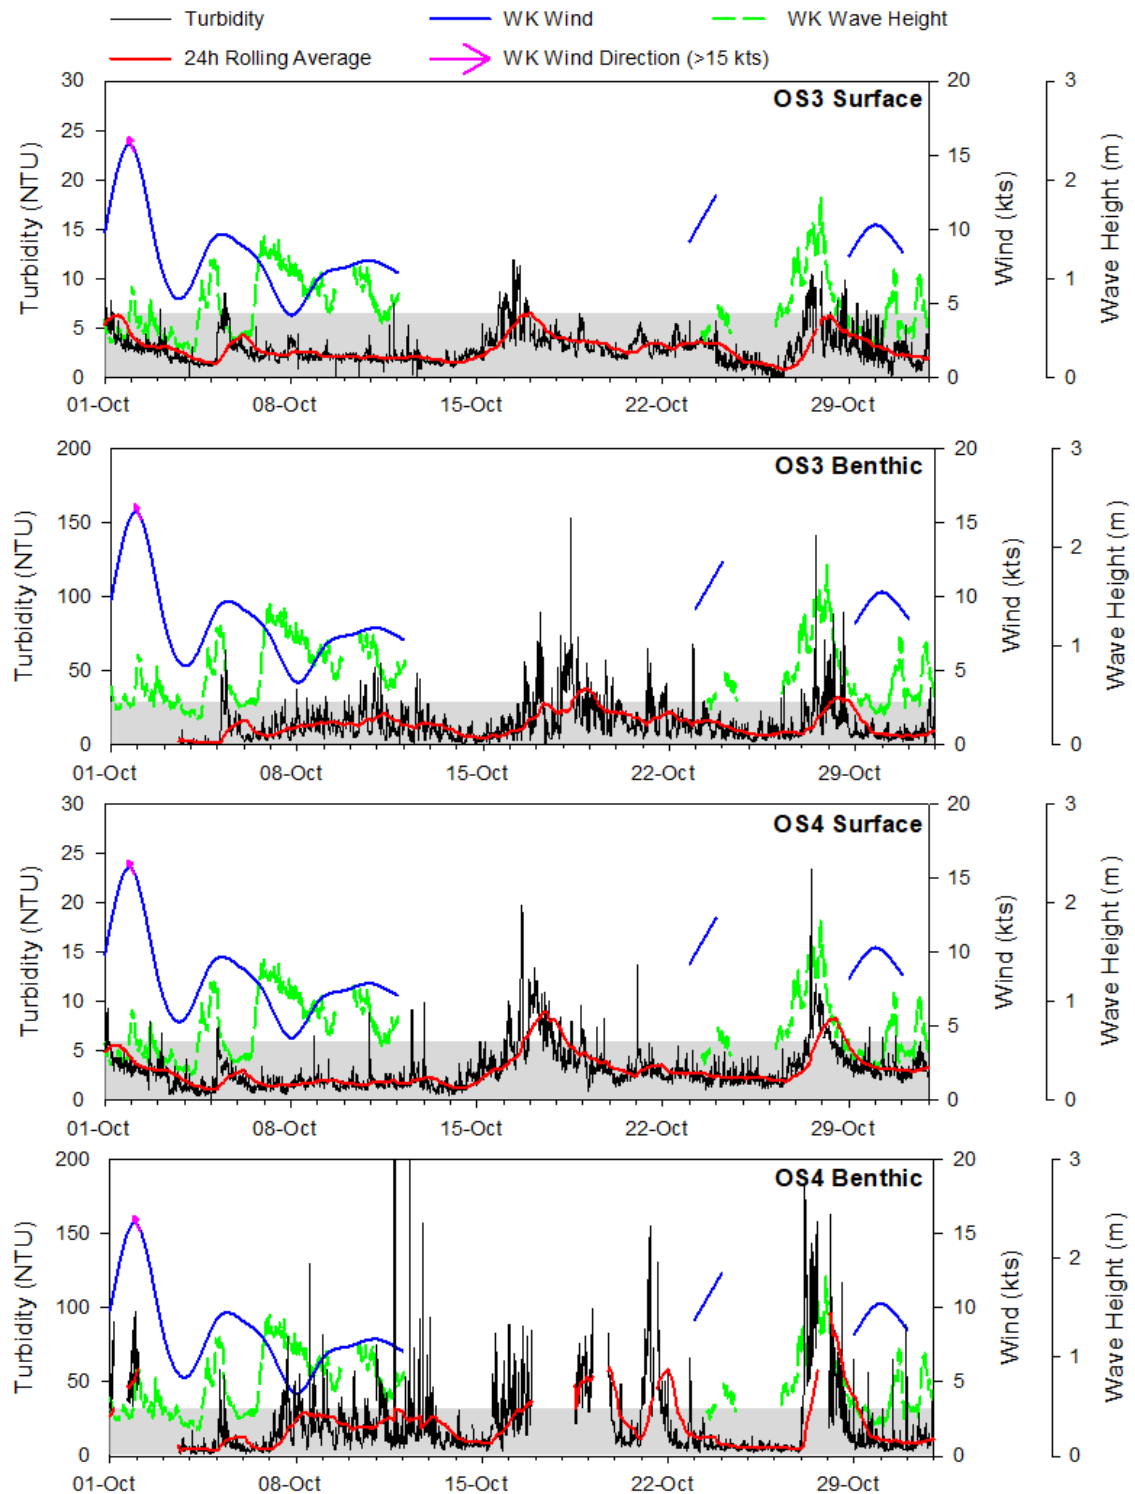 Turbidity WK Wind WK Wave Height
24h Rolling Average WK Wind Direction (>15 kts)
OS3 Surface
Turbidity (NTU)
30
25
20
15
10
5
0
20
15
10
5
0
Wind (kts)
3
2
1
0
Wave Height (m)
01-Oct 08-Oct 15-Oct 22-Oct 29-Oct
OS3 Benthic
Turbidity (NTU)
200
150
100
50
0
20
15
10
5
0
Wind (kts)
3
2
1
0
Wave Height (m)
01-Oct 08-Oct 15-Oct 22-Oct 29-Oct
OS4 Surface
Turbidity (NTU)
30
25
20
15
10
5
0
20
15
10
5
0
Wind (kts)
3
2
1
0
Wave Height (m)
01-Oct 08-Oct 15-Oct 22-Oct 29-Oct
OS4 Benthic
Turbidity (NTU)
200
150
100
50
0
20
15
10
5
0
Wind (kts)
3
2
1
0
Wave Height (m)
01-Oct 08-Oct 15-Oct 22-Oct 29-Oct